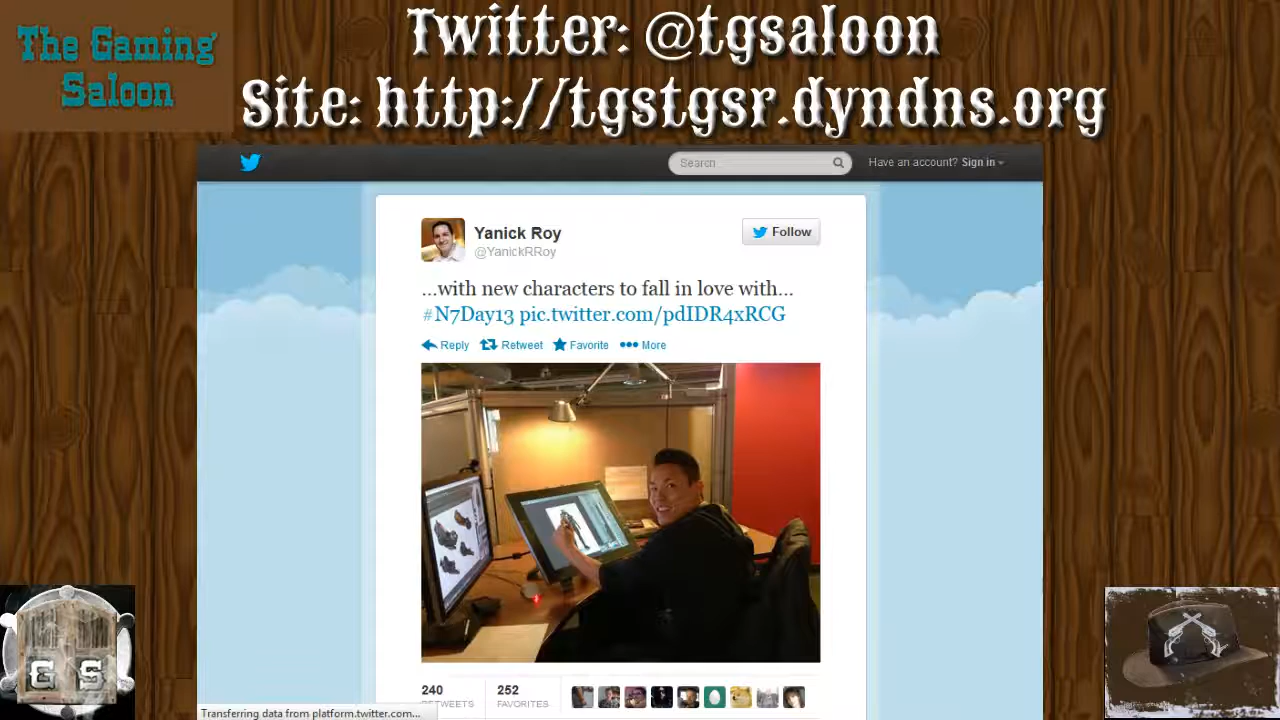 The Gaming
Saloon
Twitter: @tgsaloon
Site: http://tgstgsr.dyndns.org
Search
Have an account? Sign in
Yanick Roy
@YanickRRoy
Follow
...with new characters to fall in love with...
#N7Day13 pic.twitter.com/pdIDR4xRCG
Reply Retweet Favorite More
240 252
RETWEETS FAVORITES
Transferring data from platform.twitter.com...
G S